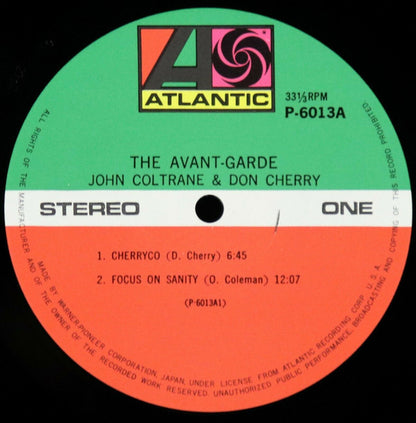 ATLANTIC
33⅓RPM
P-6013A
THE AVANT-GARDE
JOHN COLTRANE & DON CHERRY
STEREO ONE
1. CHERRYCO (D. Cherry) 6:45
2. FOCUS ON SANITY (O. Coleman) 12:07
(P-6013A1)
ALL RIGHTS OF THE MANUFACTURER AND OF THE OWNER OF THE RECORDED WORK RESERVED. UNAUTHORIZED PUBLIC PERFORMANCE, BROADCASTING AND COPYING OF THIS RECORD PROHIBITED.
MADE BY WARNER-PIONEER CORPORATION, JAPAN, UNDER LICENSE FROM ATLANTIC RECORDING CORP. U.S.A.